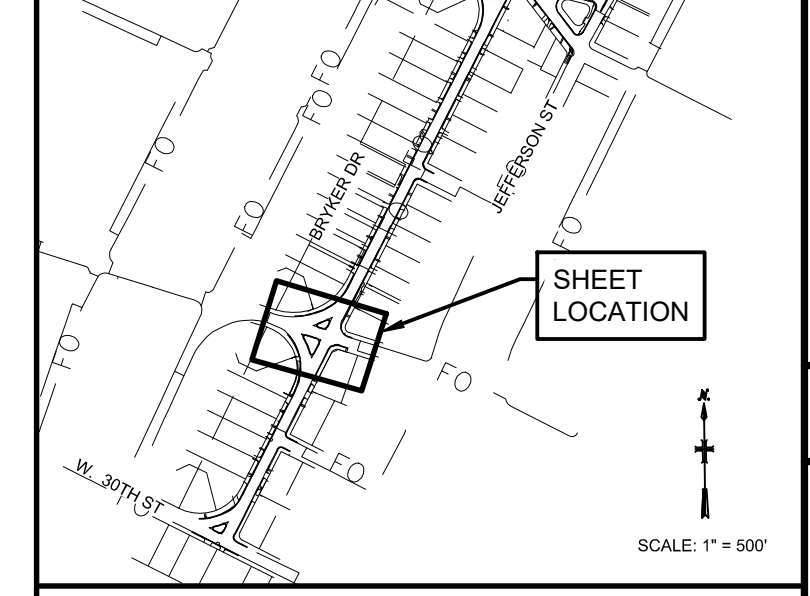 FO
FO
FO
JEFFERSON ST
BRYKER DR
FO
FO
SHEET
LOCATION
FO
FO
N.
W. 30TH ST
FO
SCALE: 1" = 500'